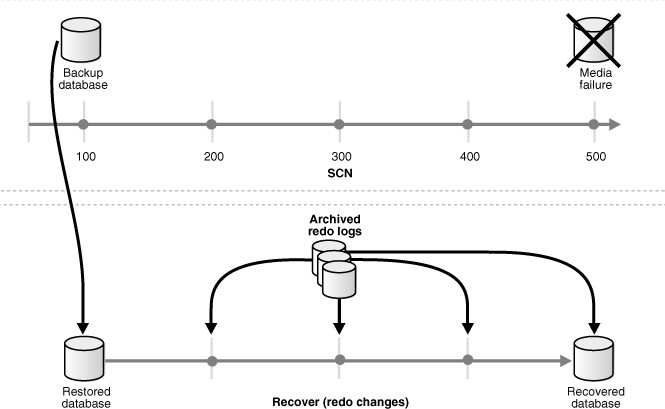 Backup
database
Media
failure
100 200 300 400 500
SCN
Archived
redo logs
Restored
database
Recover (redo changes)
Recovered
database